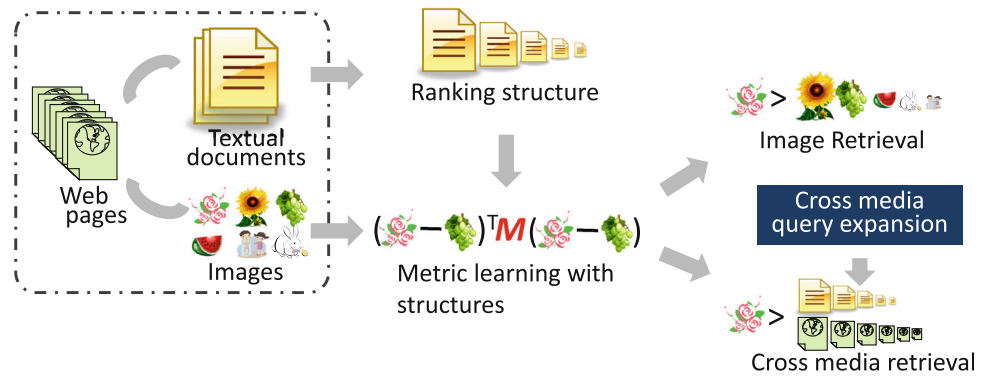 Textual
documents
Web
pages
Images
Ranking structure
(-)ᵀM(-)
Metric learning with
structures
>
Image Retrieval
Cross media
query expansion
>
Cross media retrieval